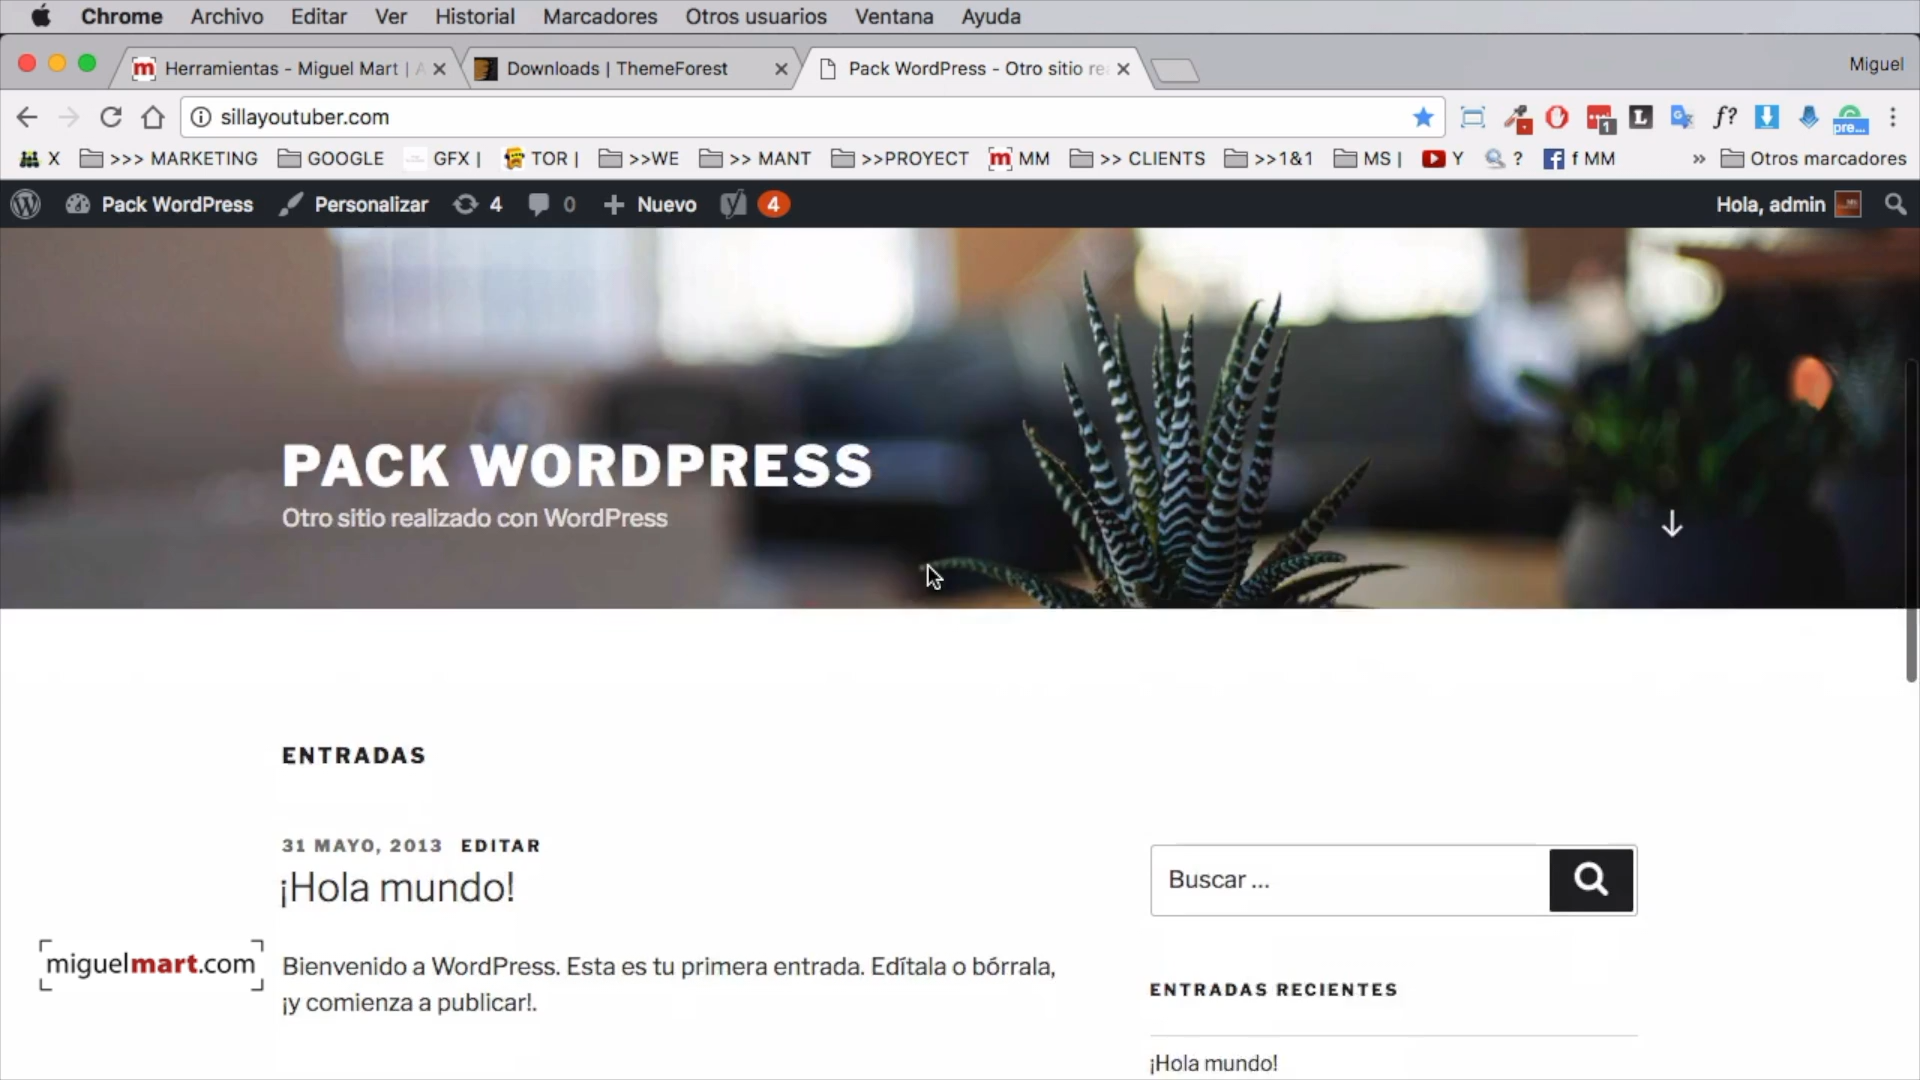 Chrome Archivo Editar Ver Historial Marcadores Otros usuarios Ventana Ayuda
Herramientas - Miguel Mart | Downloads | ThemeForest Pack WordPress - Otro sitio re Miguel
sillayoutuber.com
1 L f? pre...
X >>> MARKETING GOOGLE GFX | TOR | >>WE >> MANT >>PROYECT m MM >> CLIENTS >>1&1 MS | Y ? f MM » Otros marcadores
Pack WordPress Personalizar 4 0 Nuevo 4 Hola, admin
PACK WORDPRESS
Otro sitio realizado con WordPress
ENTRADAS
31 MAYO, 2013 EDITAR
¡Hola mundo!
Buscar ...
miguelmart.com
Bienvenido a WordPress. Esta es tu primera entrada. Edítala o bórrala,
¡y comienza a publicar!.
ENTRADAS RECIENTES
¡Hola mundo!